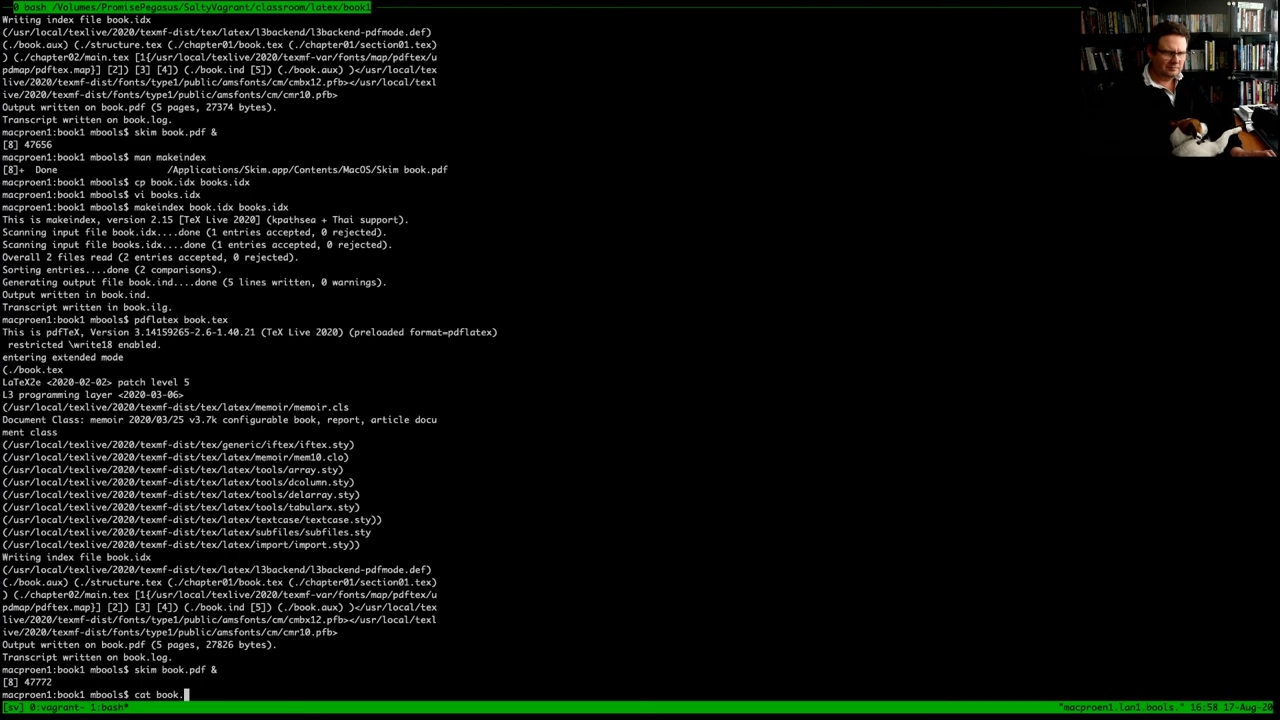 0 bash /Volumes/PromisePegasus/SaltyVagrant/classroom/latex/book1
Writing index file book.idx
(/usr/local/texlive/2020/texmf-dist/tex/latex/l3backend/l3backend-pdfmode.def)
(./book.aux) (./structure.tex (./chapter01/book.tex (./chapter01/section01.tex)
) (./chapter02/main.tex [1{/usr/local/texlive/2020/texmf-var/fonts/map/pdftex/u
pdmap/pdftex.map}] [2]) [3] [4]) (./book.ind [5]) (./book.aux) )</usr/local/tex
live/2020/texmf-dist/fonts/type1/public/amsfonts/cm/cmbx12.pfb></usr/local/texl
ive/2020/texmf-dist/fonts/type1/public/amsfonts/cm/cmr10.pfb>
Output written on book.pdf (5 pages, 27374 bytes).
Transcript written on book.log.
macproen1:book1 mbools$ skim book.pdf &
[8] 47656
macproen1:book1 mbools$ man makeindex
[8]+  Done                    /Applications/Skim.app/Contents/MacOS/Skim book.pdf
macproen1:book1 mbools$ cp book.idx books.idx
macproen1:book1 mbools$ vi books.idx
macproen1:book1 mbools$ makeindex book.idx books.idx
This is makeindex, version 2.15 [TeX Live 2020] (kpathsea + Thai support).
Scanning input file book.idx....done (1 entries accepted, 0 rejected).
Scanning input file books.idx....done (1 entries accepted, 0 rejected).
Overall 2 files read (2 entries accepted, 0 rejected).
Sorting entries....done (2 comparisons).
Generating output file book.ind....done (5 lines written, 0 warnings).
Output written in book.ind.
Transcript written in book.ilg.
macproen1:book1 mbools$ pdflatex book.tex
This is pdfTeX, Version 3.14159265-2.6-1.40.21 (TeX Live 2020) (preloaded format=pdflatex)
 restricted \write18 enabled.
entering extended mode
(./book.tex
LaTeX2e <2020-02-02> patch level 5
L3 programming layer <2020-03-06>
(/usr/local/texlive/2020/texmf-dist/tex/latex/memoir/memoir.cls
Document Class: memoir 2020/03/25 v3.7k configurable book, report, article docu
ment class
(/usr/local/texlive/2020/texmf-dist/tex/generic/iftex/iftex.sty)
(/usr/local/texlive/2020/texmf-dist/tex/latex/memoir/mem10.clo)
(/usr/local/texlive/2020/texmf-dist/tex/latex/tools/array.sty)
(/usr/local/texlive/2020/texmf-dist/tex/latex/tools/dcolumn.sty)
(/usr/local/texlive/2020/texmf-dist/tex/latex/tools/delarray.sty)
(/usr/local/texlive/2020/texmf-dist/tex/latex/tools/tabularx.sty)
(/usr/local/texlive/2020/texmf-dist/tex/latex/textcase/textcase.sty))
(/usr/local/texlive/2020/texmf-dist/tex/latex/subfiles/subfiles.sty
(/usr/local/texlive/2020/texmf-dist/tex/latex/import/import.sty))
Writing index file book.idx
(/usr/local/texlive/2020/texmf-dist/tex/latex/l3backend/l3backend-pdfmode.def)
(./book.aux) (./structure.tex (./chapter01/book.tex (./chapter01/section01.tex)
) (./chapter02/main.tex [1{/usr/local/texlive/2020/texmf-var/fonts/map/pdftex/u
pdmap/pdftex.map}] [2]) [3] [4]) (./book.ind [5]) (./book.aux) )</usr/local/tex
live/2020/texmf-dist/fonts/type1/public/amsfonts/cm/cmbx12.pfb></usr/local/texl
ive/2020/texmf-dist/fonts/type1/public/amsfonts/cm/cmr10.pfb>
Output written on book.pdf (5 pages, 27826 bytes).
Transcript written on book.log.
macproen1:book1 mbools$ skim book.pdf &
[8] 47772
macproen1:book1 mbools$ cat book.
[sv] 0:vagrant- 1:bash* "macproen1.lan1.bools." 16:58 17-Aug-20